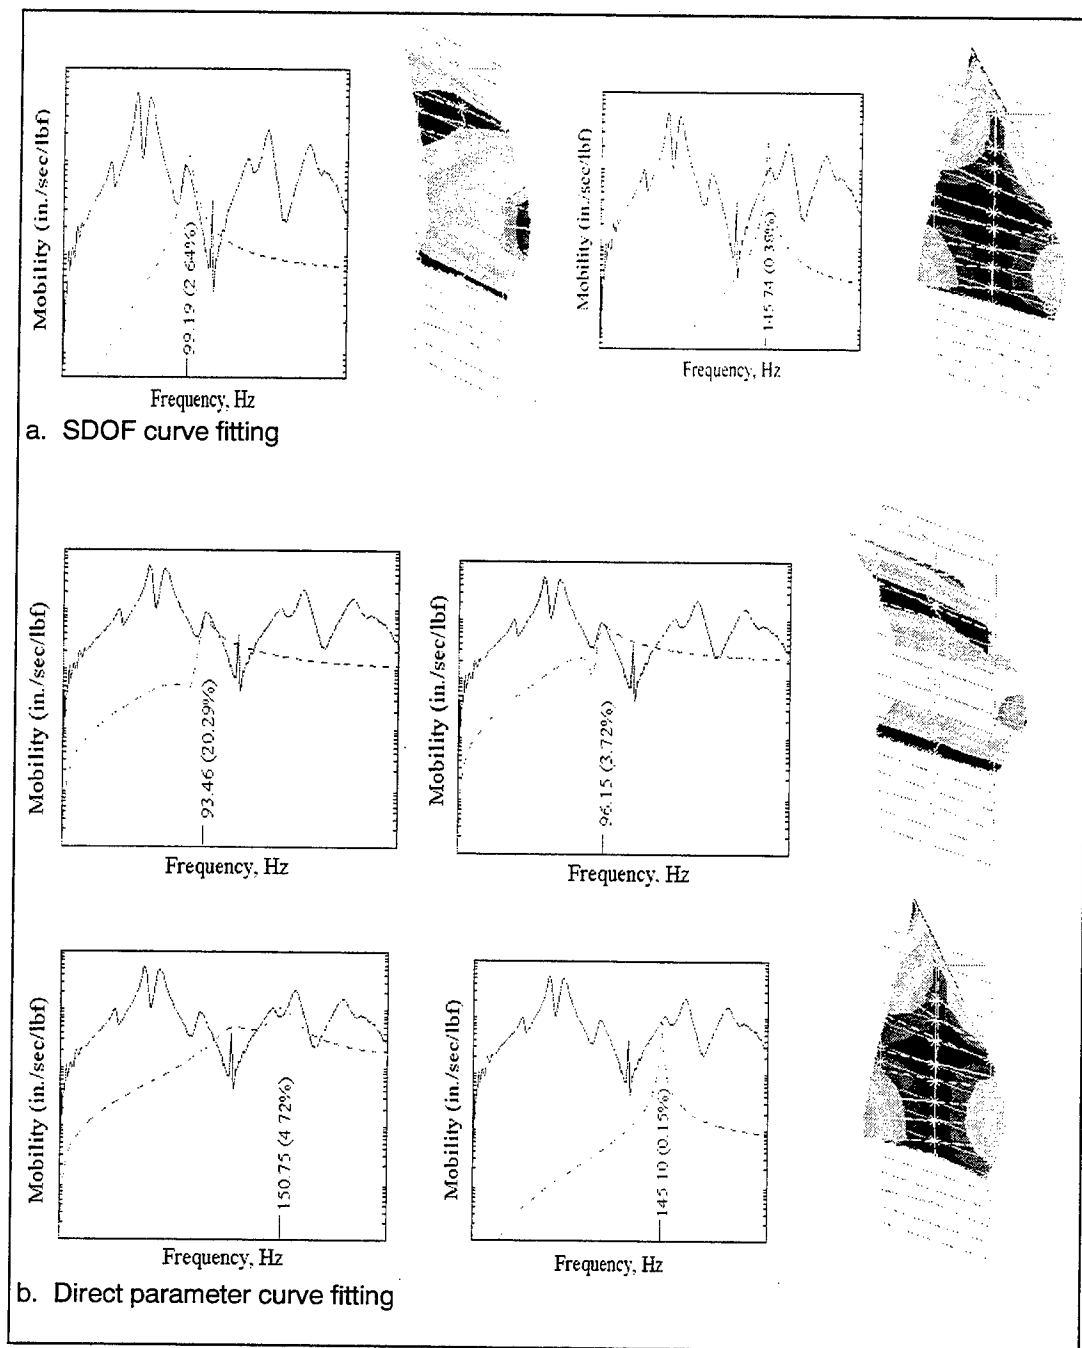 Mobility (in./sec/lbf)
99.19 (2 64%)
Frequency, Hz
Mobility (in./sec/lbf)
145 74 (0 38%)
Frequency, Hz
a. SDOF curve fitting
Mobility (in./sec/lbf)
93.46 (20.29%)
Frequency, Hz
Mobility (in./sec/lbf)
96.15 (3.72%)
Frequency. Hz
Mobility (in./sec/lbf)
150.75 (4 72%)
Frequency, Hz
Mobility (in./sec/lbf)
145 10 (0.15%)
Frequency, Hz
b. Direct parameter curve fitting